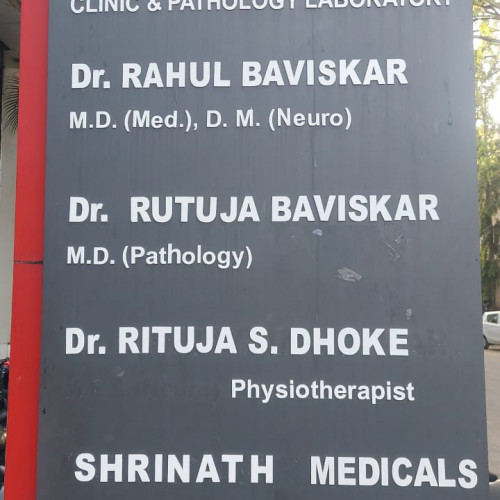 CLINIC & PATHOLOGY LABORATORY
Dr. RAHUL BAVISKAR
M.D. (Med.), D. M. (Neuro)
Dr. RUTUJA BAVISKAR
M.D. (Pathology)
Dr. RITUJA S. DHOKE
Physiotherapist
SHRINATH MEDICALS